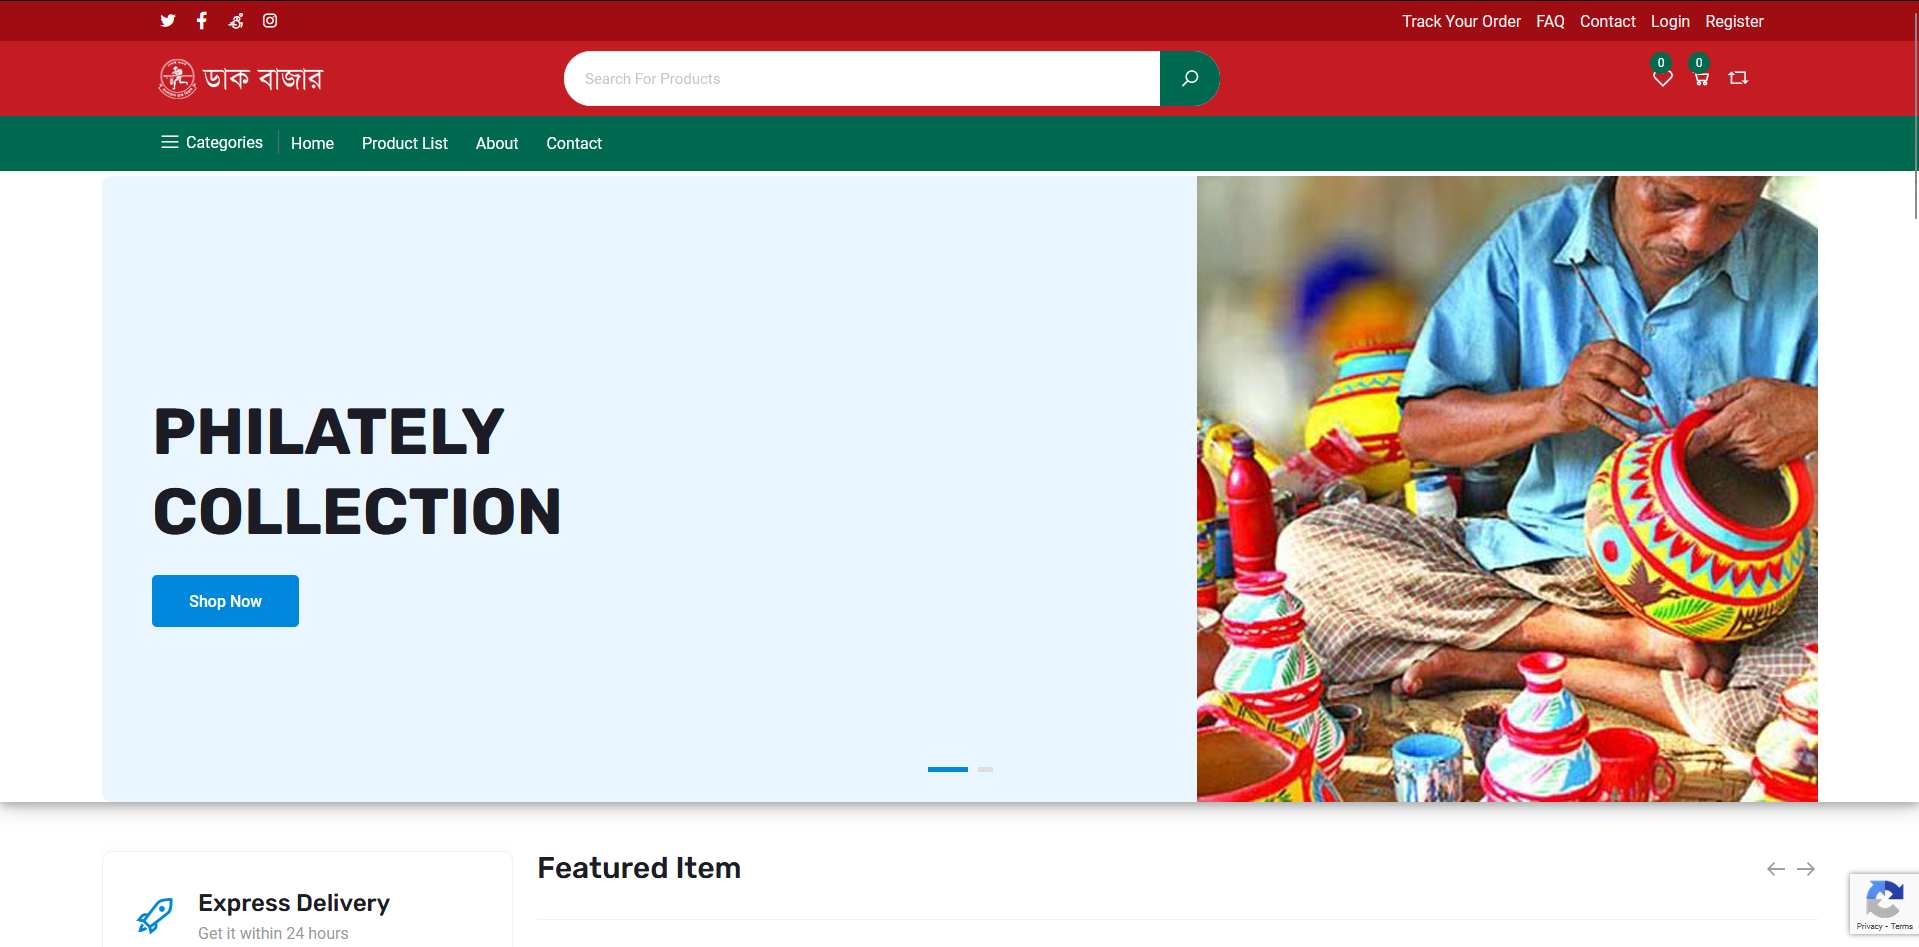 Track Your Order FAQ Contact Login Register
ডাক বাজার
Search For Products
0 0
Categories Home Product List About Contact
PHILATELY
COLLECTION
Shop Now
Featured Item
Express Delivery
Get it within 24 hours
Privacy - Terms